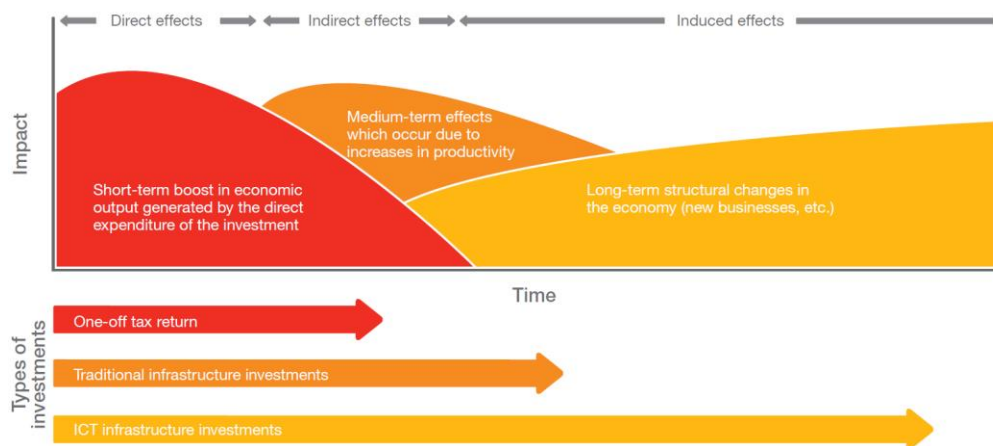 Direct effects
Indirect effects
Induced effects
Impact
Medium-term effects
which occur due to
increases in productivity
Short-term boost in economic
output generated by the direct
expenditure of the investment
Long-term structural changes in
the economy (new businesses, etc.)
Time
Types of
investments
One-off tax return
Traditional infrastructure investments
ICT infrastructure investments